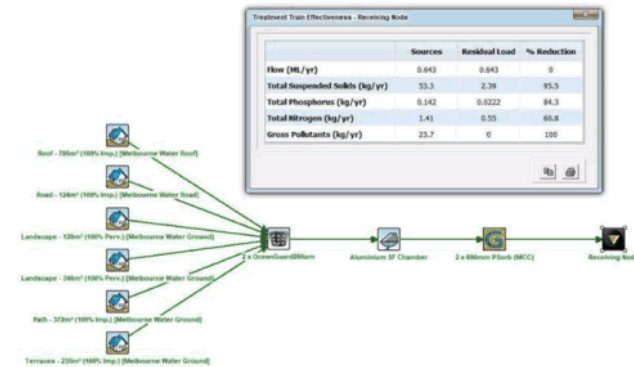 Treatment Train Effectiveness - Receiving Node
Sources Residual Load % Reduction
Flow (ML/yr) 0.643 0.643 0
Total Suspended Solids (kg/yr) 53.3 2.39 95.5
Total Phosphorus (kg/yr) 0.142 0.0222 84.3
Total Nitrogen (kg/yr) 1.41 0.55 60.8
Gross Pollutants (kg/yr) 23.7 0 100
Roof - 785m² (100% Imp.) [Melbourne Water Roof]
Road - 124m² (100% Imp.) [Melbourne Water Road]
Landscape - 139m² (100% Perv.) [Melbourne Water Ground]
2 x OceanGuard200um
Aluminium SF Chamber
2 x 690mm PSorb (MCC)
Receiving Node
Landscape - 346m² (100% Perv.) [Melbourne Water Ground]
Path - 372m² (100% Imp.) [Melbourne Water Ground]
Terraces - 235m² (100% Imp.) [Melbourne Water Ground]